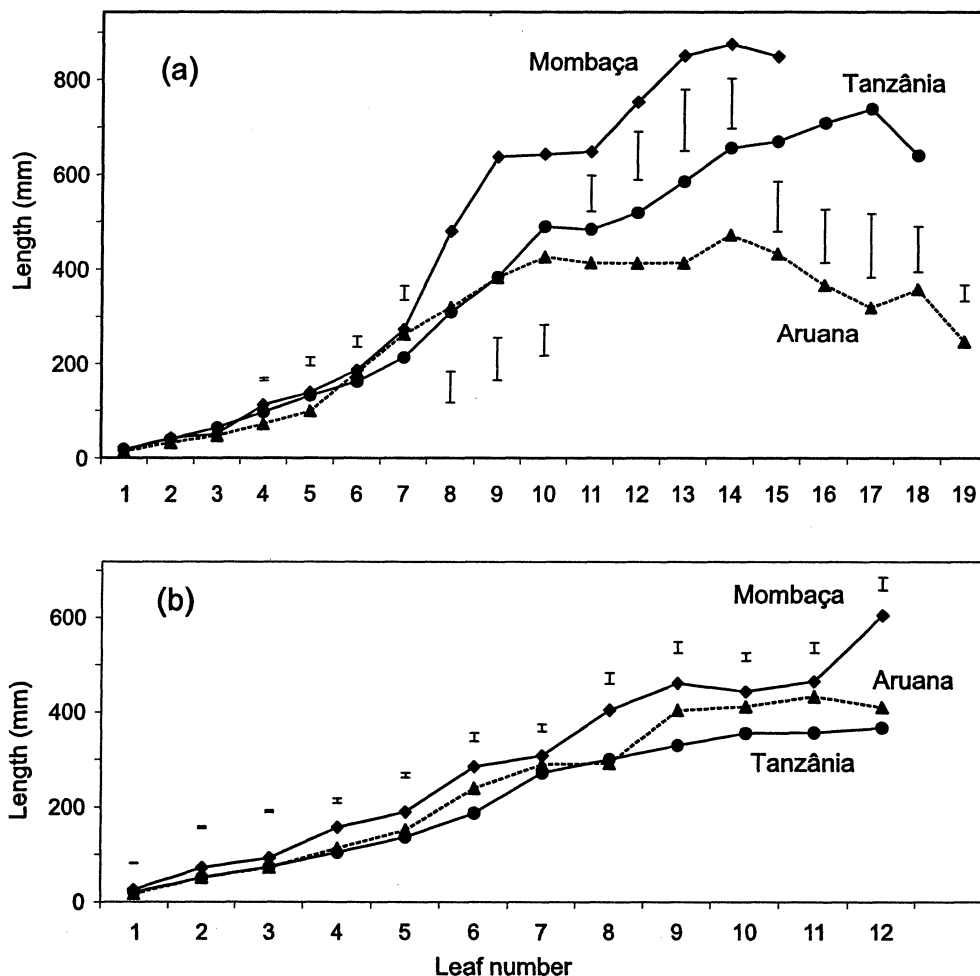 (a)
Mombaça
Tanzânia
Aruana
Length (mm)
800
600
400
200
0
1 2 3 4 5 6 7 8 9 10 11 12 13 14 15 16 17 18 19
(b)
Mombaça
Aruana
Tanzânia
Length (mm)
600
400
200
0
1 2 3 4 5 6 7 8 9 10 11 12
Leaf number